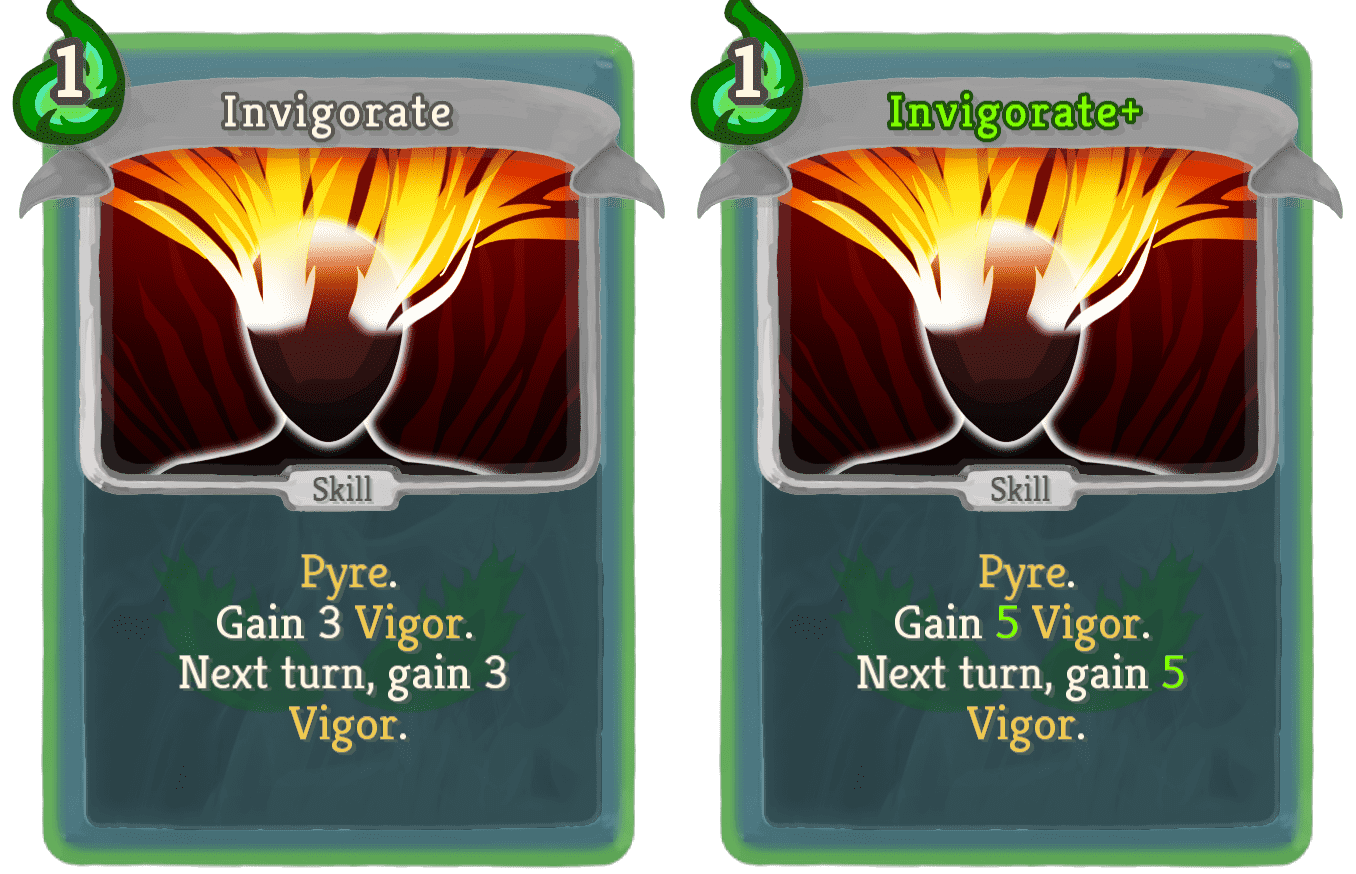 1
Invigorate
Skill
Pyre.
Gain 3 Vigor.
Next turn, gain 3
Vigor.
1
Invigorate+
Skill
Pyre.
Gain 5 Vigor.
Next turn, gain 5
Vigor.